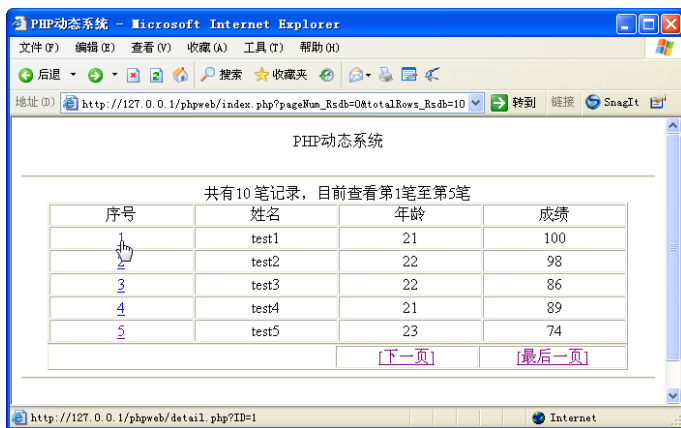 PHP动态系统 - Microsoft Internet Explorer
文件(F) 编辑(E) 查看(V) 收藏(A) 工具(T) 帮助(H)
后退 搜索 收藏夹
地址(D) http://127.0.0.1/phpweb/index.php?pageNum_Rsdb=0&totalRows_Rsdb=10 转到 链接 SnagIt
PHP动态系统
共有10 笔记录，目前查看第1笔至第5笔
序号 姓名 年龄 成绩
1 test1 21 100
2 test2 22 98
3 test3 22 86
4 test4 21 89
5 test5 23 74
[下一页] [最后一页]
http://127.0.0.1/phpweb/detail.php?ID=1 Internet